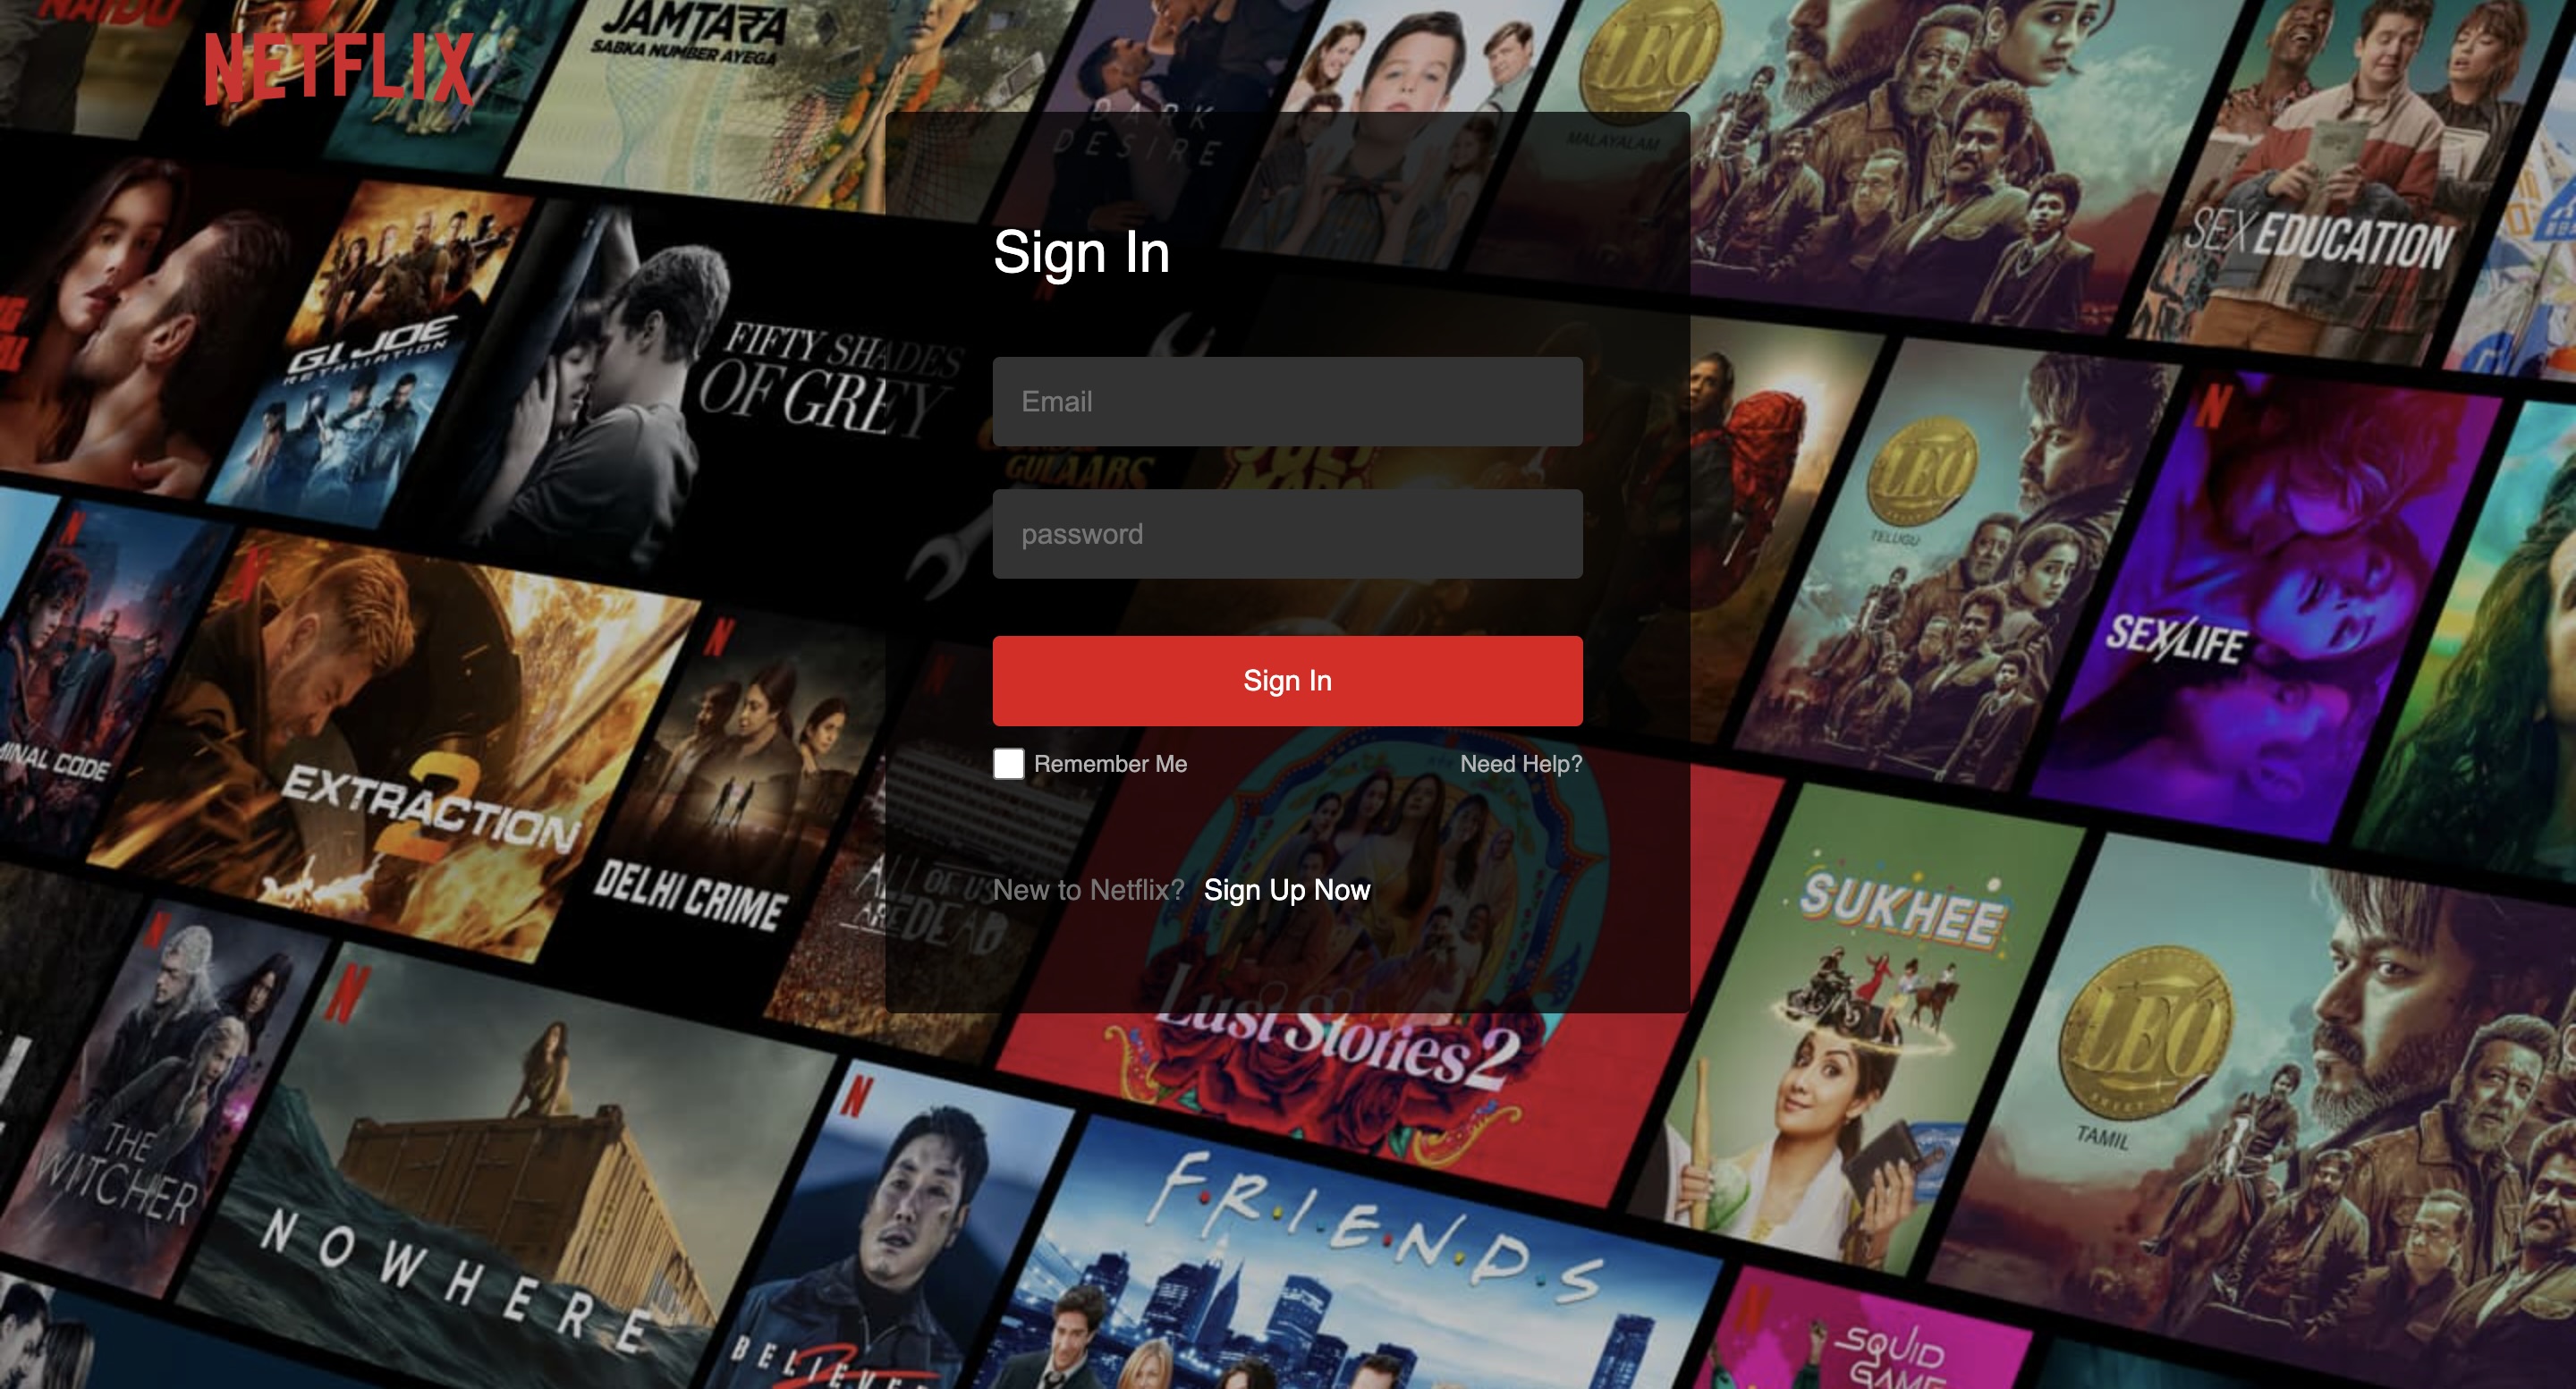 NAIDU
NETFLIX
JAMTARA
SABKA NUMBER AYEGA
DARK
DESIRE
LEO
MALAYALAM
SEX EDUCATION
Sign In
G.I. JOE
RETALIATION
FIFTY SHADES
OF GREY
Email
GULAABS
password
LEO
TELUGU
SEX/LIFE
Sign In
Remember Me
Need Help?
INAL CODE
EXTRACTION
2
DELHI CRIME
ALL OF US
ARE DEAD
New to Netflix? Sign Up Now
SUKHEE
Lust Stories 2
LEO
TAMIL
THE
WITCHER
NOWHERE
F.R.I.E.N.D.S
BELIEVER
2
SQUID
GAME